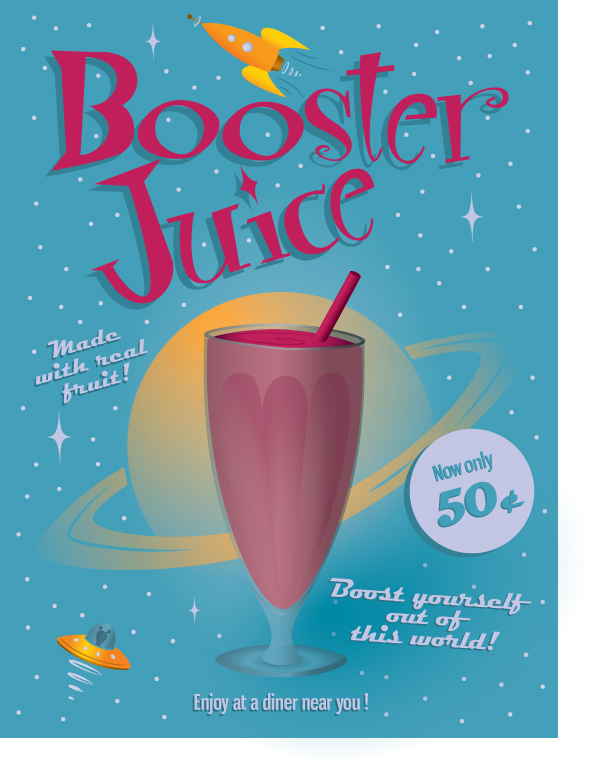 Booster
Juice
Made
with real
fruit!
Now only
50¢
Boost yourself
out of
this world!
Enjoy at a diner near you!